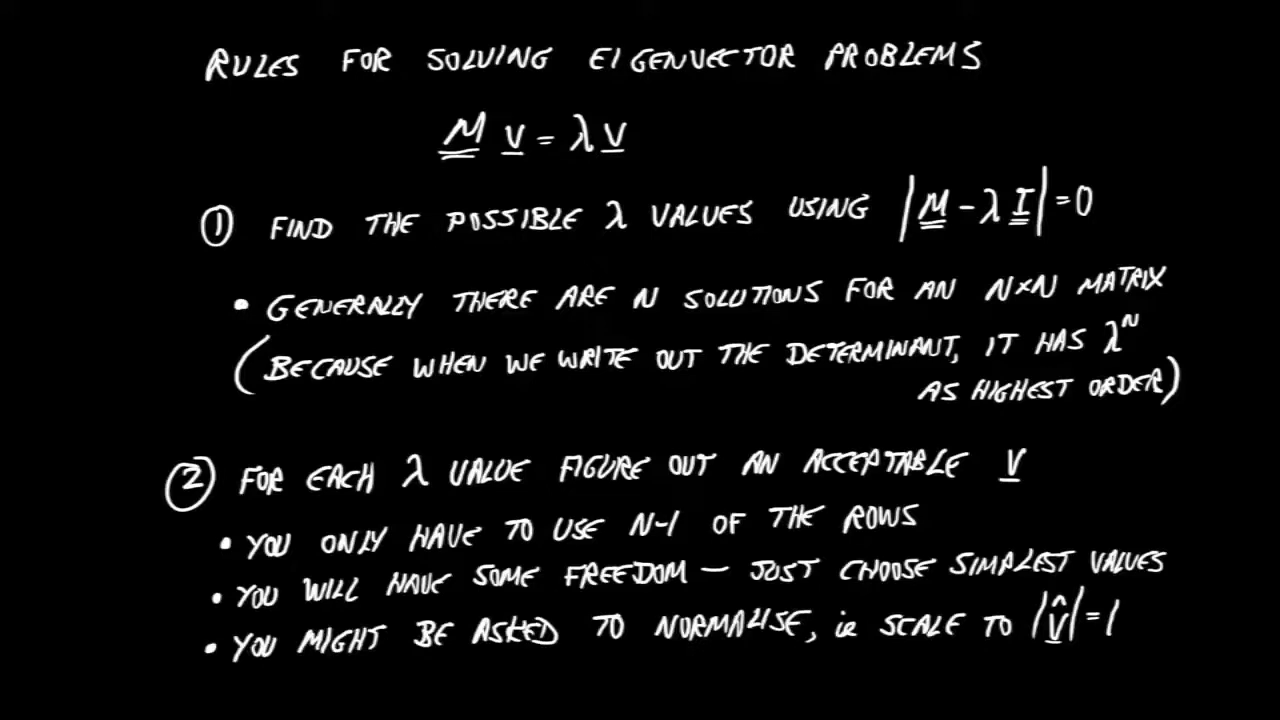 RULES FOR SOLVING EIGENVECTOR PROBLEMS
M V = λ V
① FIND THE POSSIBLE λ VALUES USING |M - λ I| = 0
• GENERALLY THERE ARE N SOLUTIONS FOR AN N×N MATRIX
(BECAUSE WHEN WE WRITE OUT THE DETERMINANT, IT HAS λᴺ
AS HIGHEST ORDER)
② FOR EACH λ VALUE FIGURE OUT AN ACCEPTABLE V
• YOU ONLY HAVE TO USE N-1 OF THE ROWS
• YOU WILL HAVE SOME FREEDOM — JUST CHOOSE SIMPLEST VALUES
• YOU MIGHT BE ASKED TO NORMALISE, ie SCALE TO |V̂| = 1